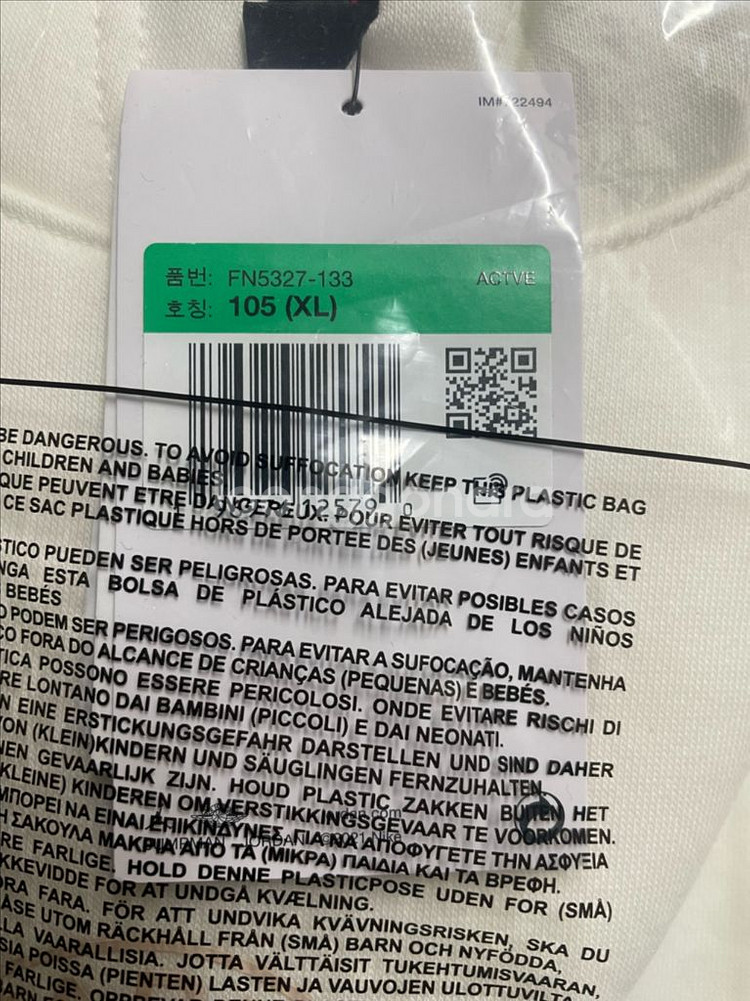 IM# 22494
품번: FN5327-133
ACTVE
호칭: 105 (XL)
BE DANGEROUS. TO AVOID SUFFOCATION KEEP THIS PLASTIC BAG
CHILDREN AND BABIES
QUE PEUVENT ETRE DANGEREUX. POUR EVITER TOUT RISQUE DE
CE SAC PLASTIQUE HORS DE PORTEE DES (JEUNES) ENFANTS ET
STICO PUEDEN SER PELIGROSAS. PARA EVITAR POSIBLES CASOS
NGA ESTA BOLSA DE PLÁSTICO ALEJADA DE LOS NIÑOS
BEBÉS
O PODEM SER PERIGOSOS. PARA EVITAR A SUFOCAÇÃO, MANTENHA
CO FORA DO ALCANCE DE CRIANÇAS (PEQUENAS) E BEBÉS.
TICA POSSONO ESSERE PERICOLOSI. ONDE EVITARE RISCHI DI
RE LONTANO DAI BAMBINI (PICCOLI) E DAI NEONATI.
N EINE ERSTICKUNGSGEFAHR DARSTELLEN UND SIND DAHER
VON (KLEIN)KINDERN UND SÄUGLINGEN FERNZUHALTEN.
NEN GEVAARLIJK ZIJN. HOUD PLASTIC ZAKKEN BUITEN HET
KLEINE) KINDEREN OM VERSTIKKINGSGEVAAR TE VOORKOMEN.
ΜΠΟΡΕΙ ΝΑ ΕΙΝΑΙ ΕΠΙΚΙΝΔΥΝΕΣ ΓΙΑ ΝΑ ΑΠΟΦΥΓΕΤΕ ΤΗΝ ΑΣΦΥΞΙΑ
JORDAN ©2021 Nike
Η ΣΑΚΟΥΛΑ ΜΑΚΡΙΑ ΑΠΟ ΤΑ (ΜΙΚΡΑ) ΠΑΙΔΙΑ ΚΑΙ ΤΑ ΒΡΕΦΗ.
RE FARLIGE. HOLD DENNE PLASTICPOSE UDEN FOR (SMÅ)
KKEVIDDE FOR AT UNDGÅ KVÆLNING.
ORA FARA. FÖR ATT UNDVIKA KVÄVNINGSRISKEN, SKA DU
ÅSE UTOM RÄCKHÅLL FRÅN (SMÅ) BARN OCH NYFÖDDA,
LLA VAARALLISIA. JOTTA VÄLTTÄISIT TUKEHTUMISVAARAN,
SIA POISSA (PIENTEN) LASTEN JA VAUVOJEN ULOTTUVILTA
FARLIGE.